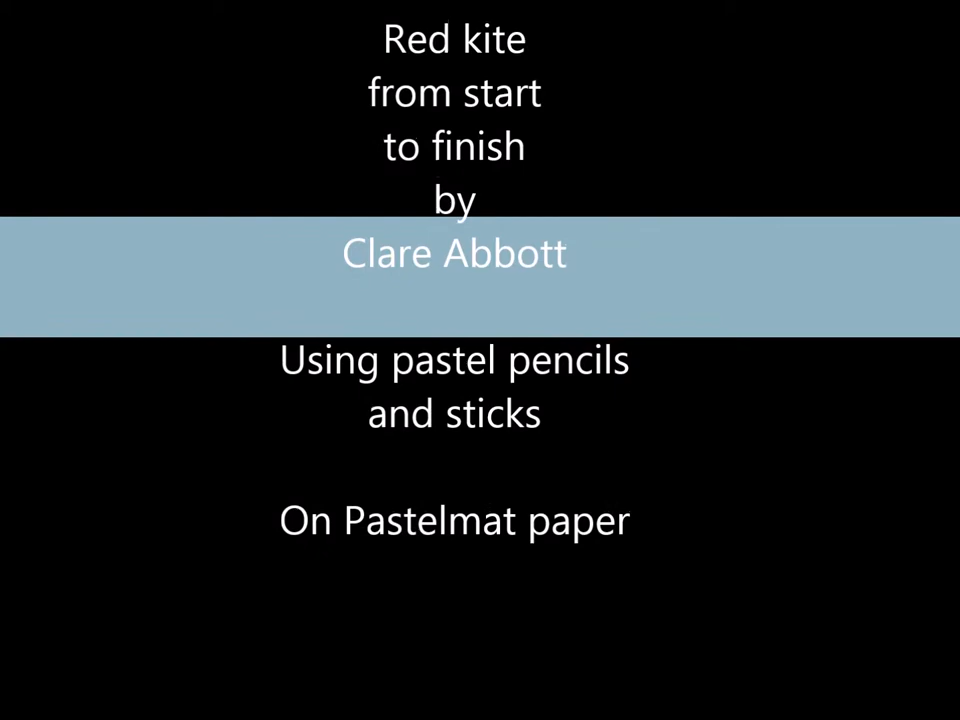 Red kite
from start
to finish
by
Clare Abbott
Using pastel pencils
and sticks
On Pastelmat paper